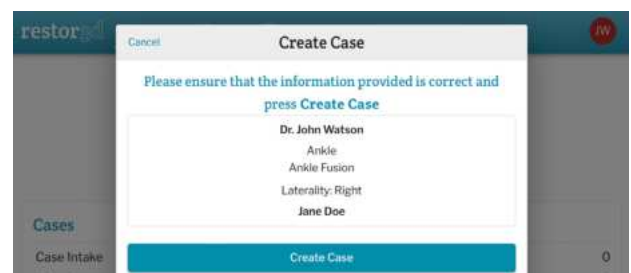 restor3d
JW
Cancel
Create Case
Please ensure that the information provided is correct and
press Create Case
Dr. John Watson
Ankle
Ankle Fusion
Laterality: Right
Jane Doe
Cases
Case Intake
0
Create Case